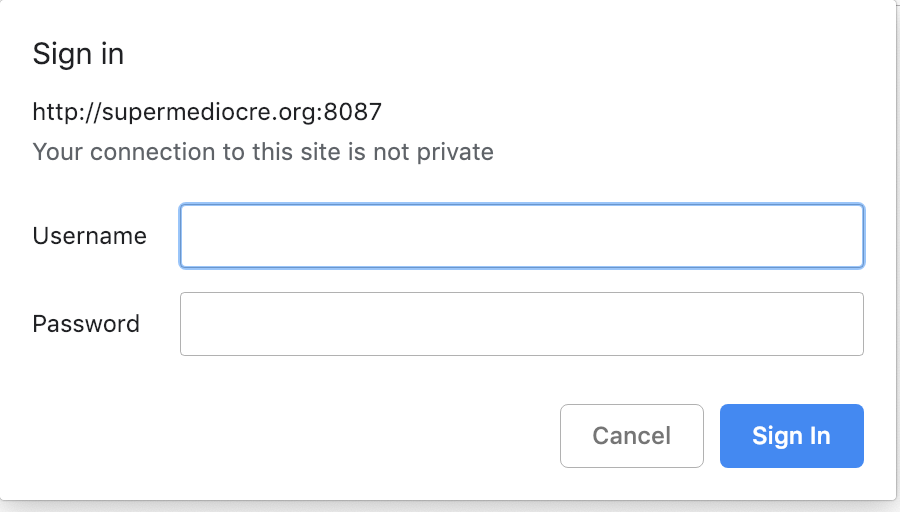 Sign in
http://supermediocre.org:8087
Your connection to this site is not private
Username
Password
Cancel
Sign In